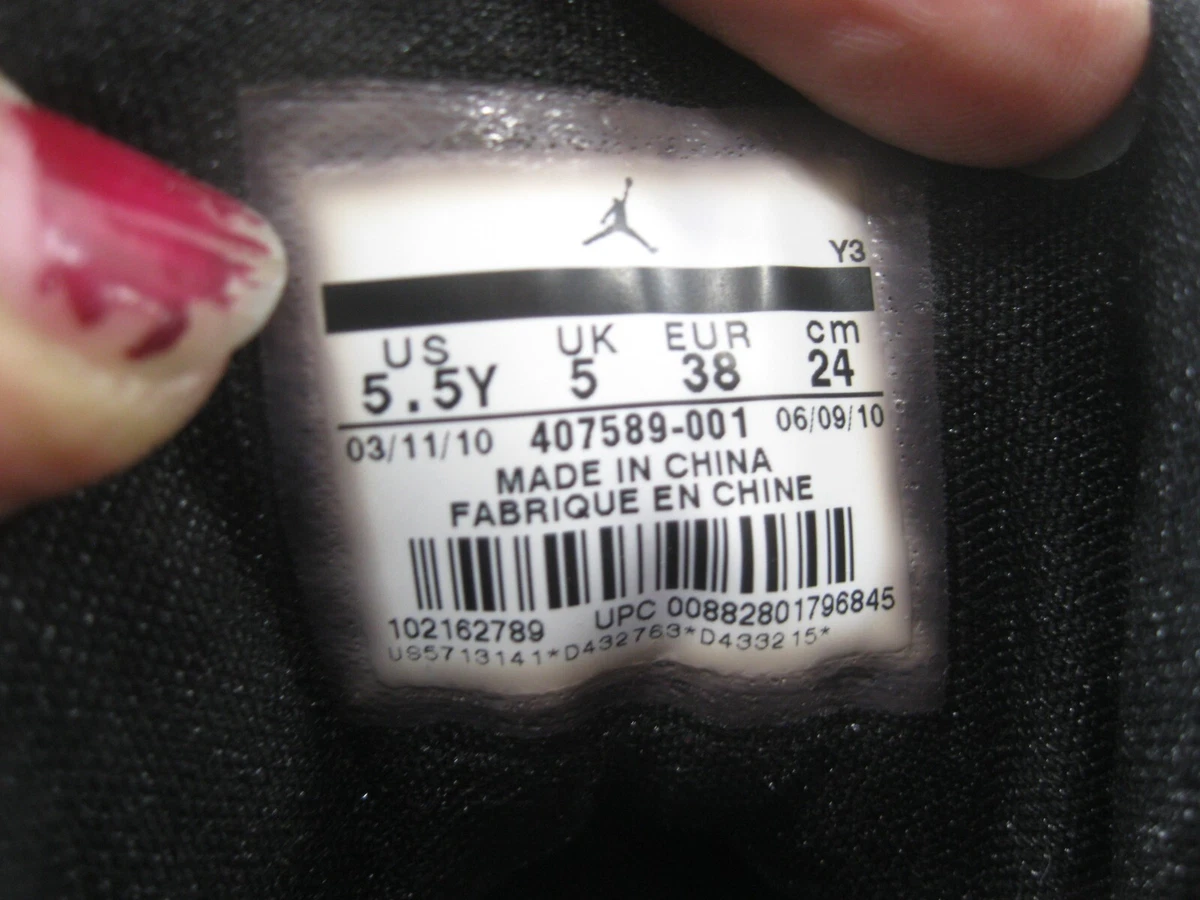 Y3
US UK EUR cm
5.5Y 5 38 24
03/11/10 407589-001 06/09/10
MADE IN CHINA
FABRIQUE EN CHINE
102162789 UPC 00882801796845
US5713141*D432763*D433215*